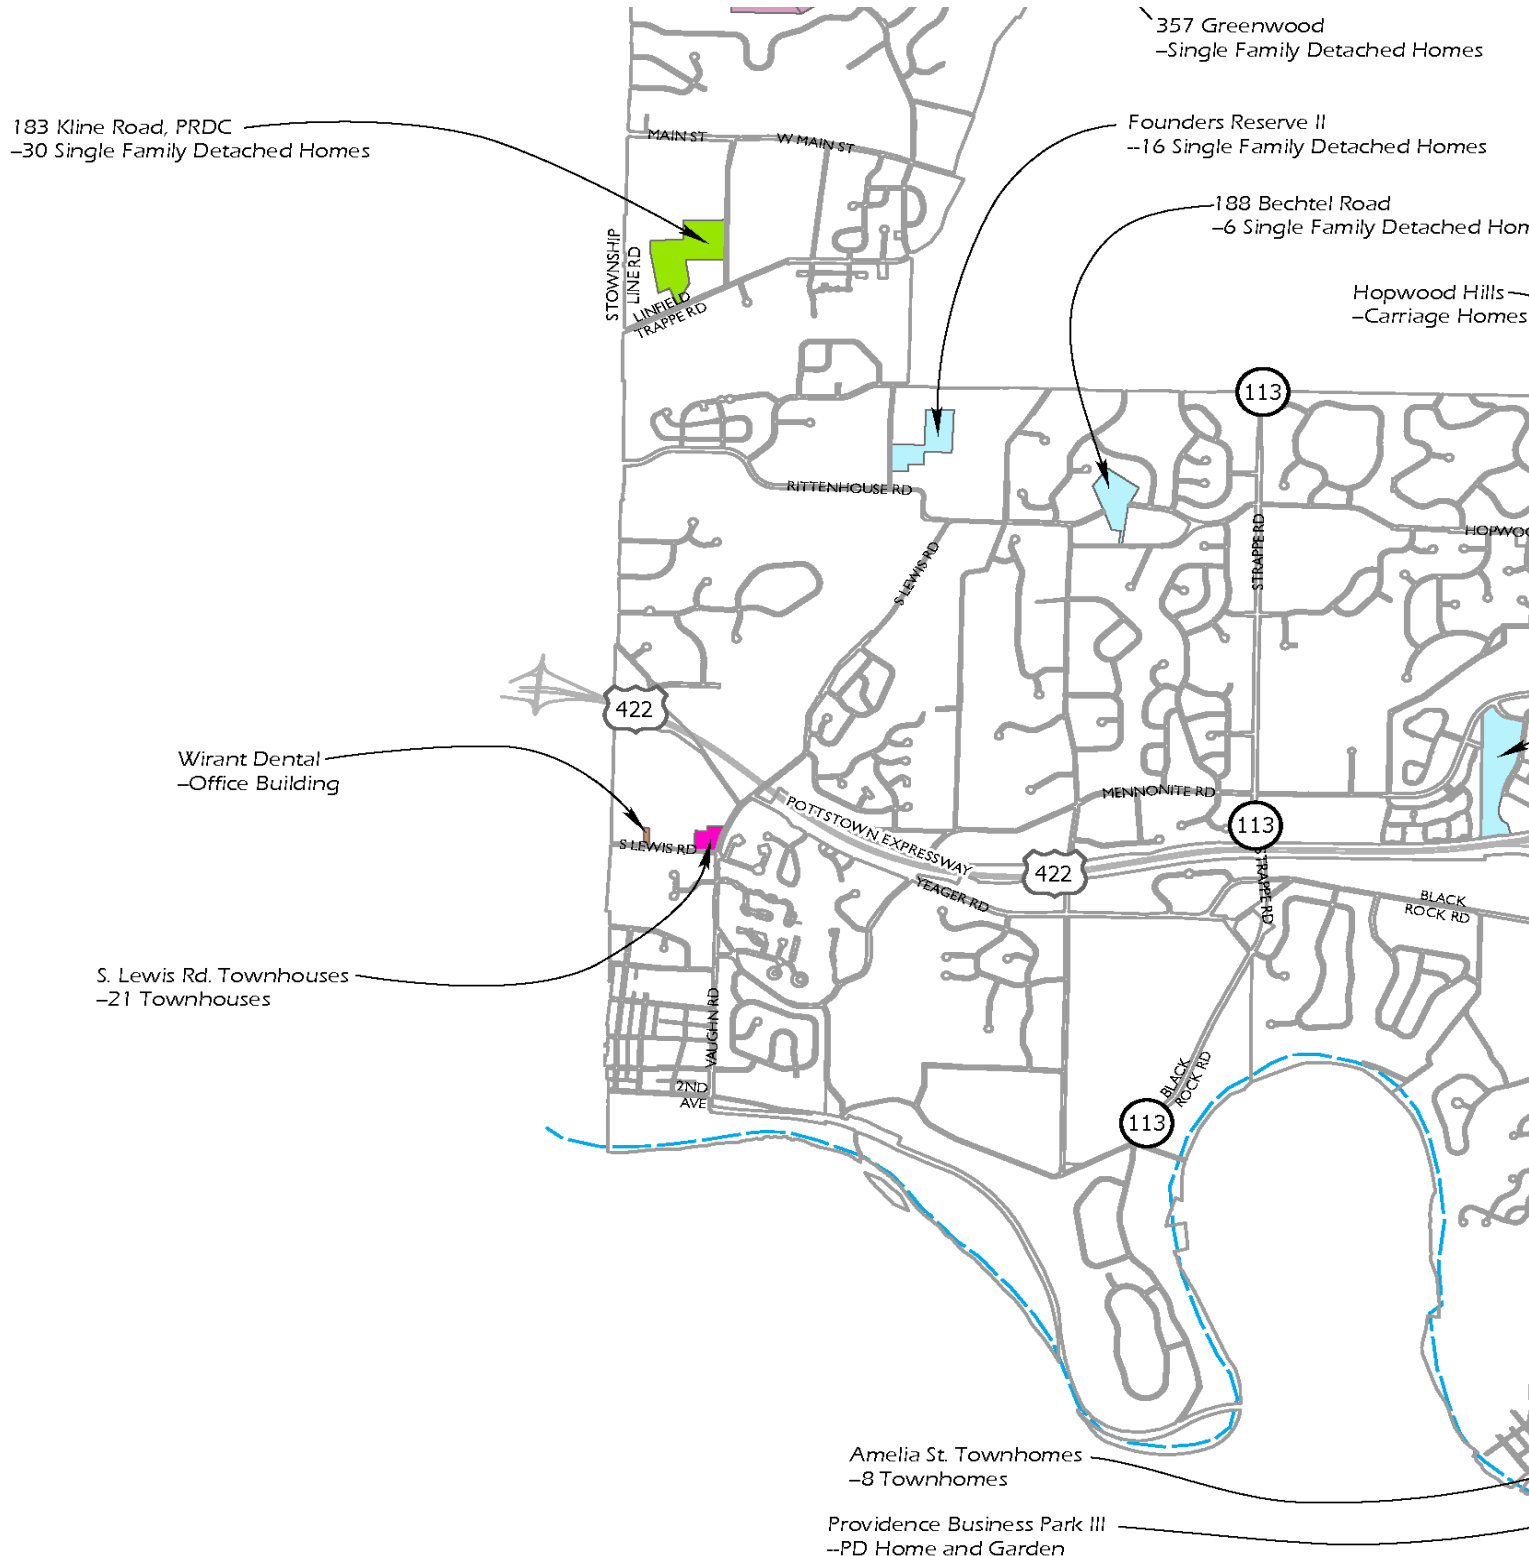 357 Greenwood
–Single Family Detached Homes
183 Kline Road, PRDC
–30 Single Family Detached Homes
Founders Reserve II
--16 Single Family Detached Homes
MAIN ST
W MAIN ST
188 Bechtel Road
–6 Single Family Detached Hom
S TOWNSHIP
LINE RD
Hopwood Hills
–Carriage Homes
LINFIELD
TRAPPE RD
113
RITTENHOUSE RD
HOPWOO
S TRAPPE RD
S LEWIS RD
422
Wirant Dental
–Office Building
MENNONITE RD
POTTSTOWN EXPRESSWAY
113
S LEWIS RD
422
YEAGER RD
S TRAPPE RD
BLACK
ROCK RD
S. Lewis Rd. Townhouses
–21 Townhouses
VAUGHN RD
BLACK
ROCK RD
2ND
AVE
113
Amelia St. Townhomes
–8 Townhomes
Providence Business Park III
--PD Home and Garden